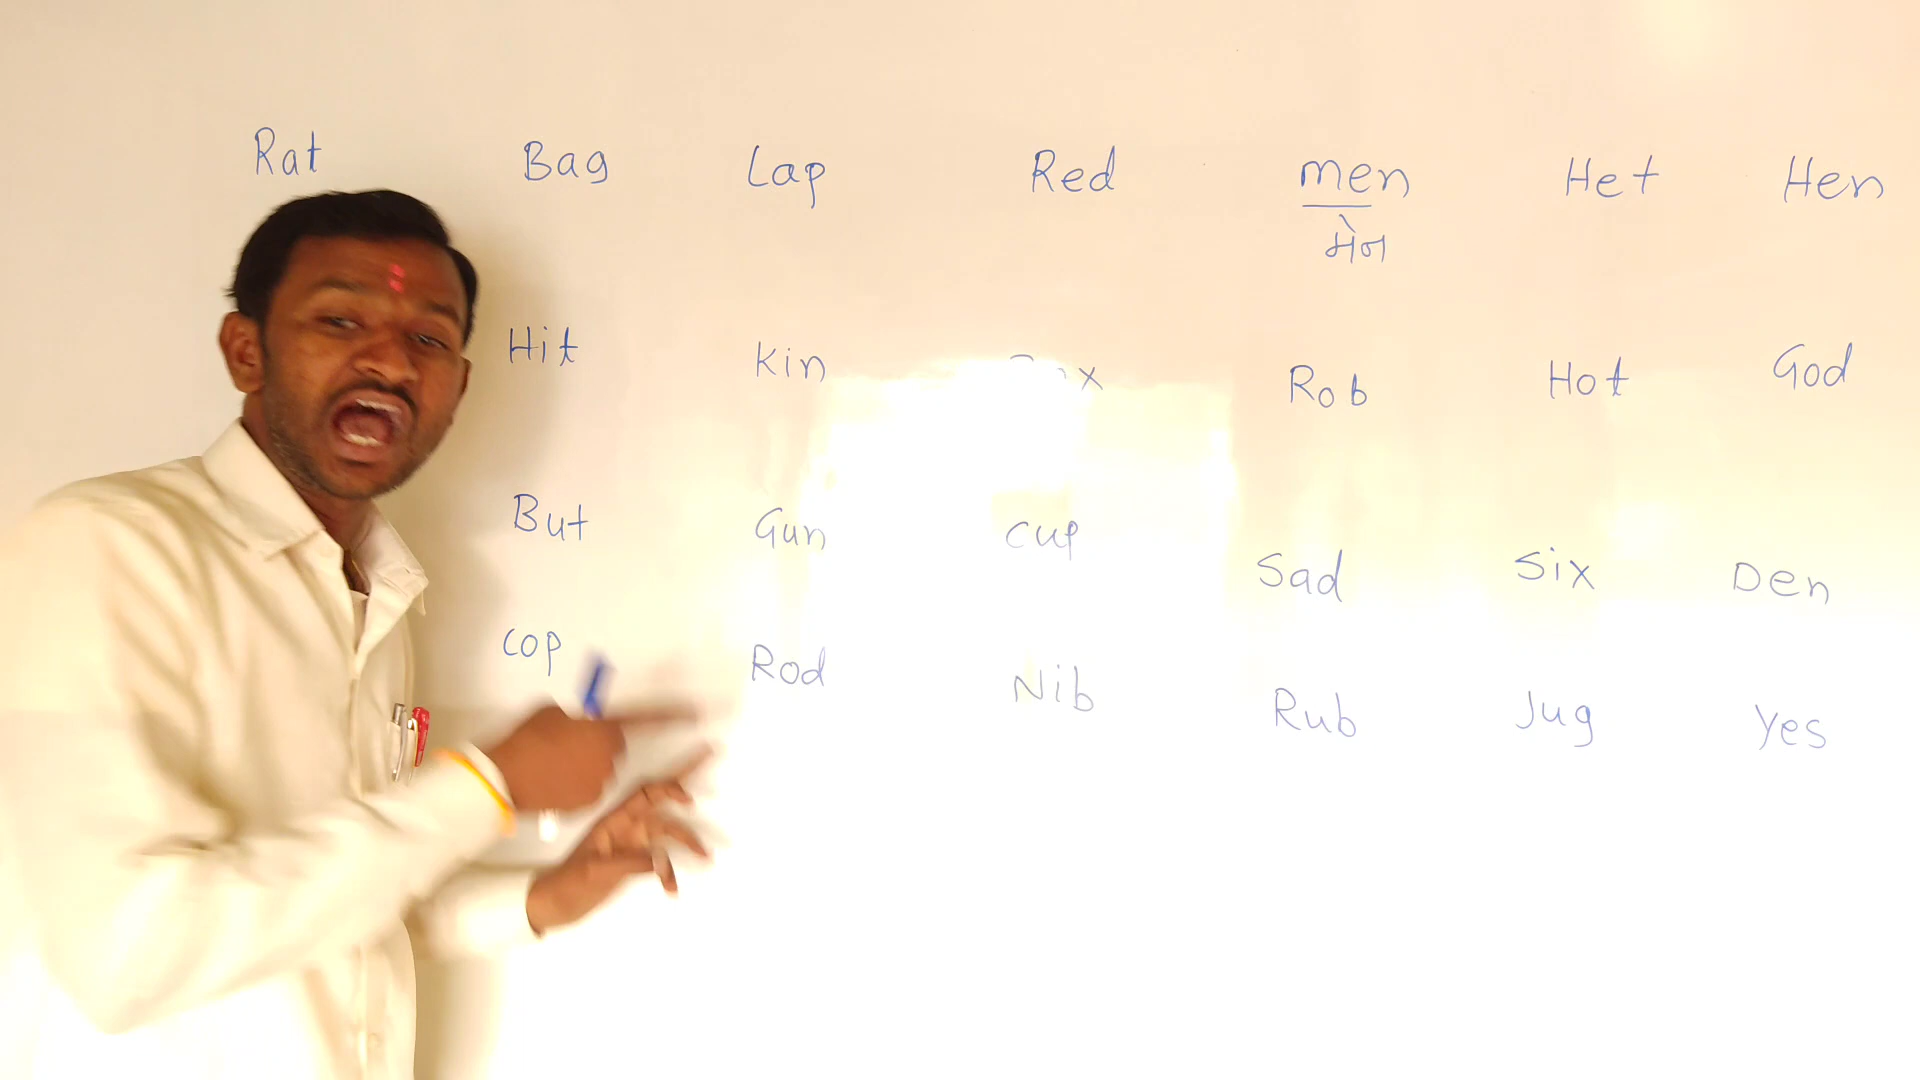 Rat Bag Lap Red men Het Hen
મેન
Hit Kin Rob Hot God
But Gun cup Sad Six Den
cop Rod Nib Rub Jug Yes